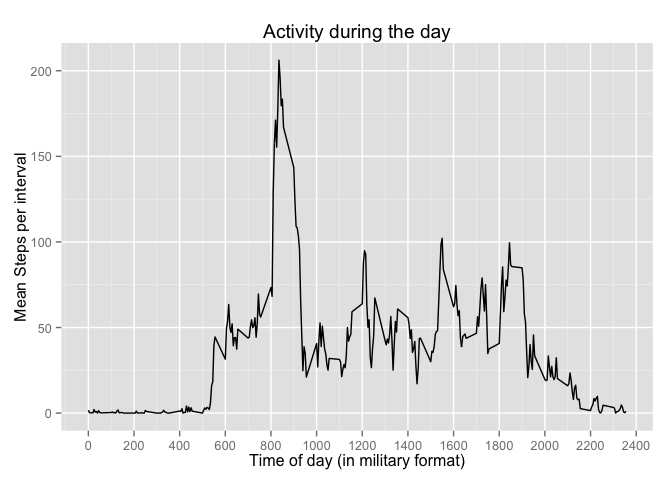 Activity during the day
Mean Steps per interval
200
150
100
50
0
0 200 400 600 800 1000 1200 1400 1600 1800 2000 2200 2400
Time of day (in military format)